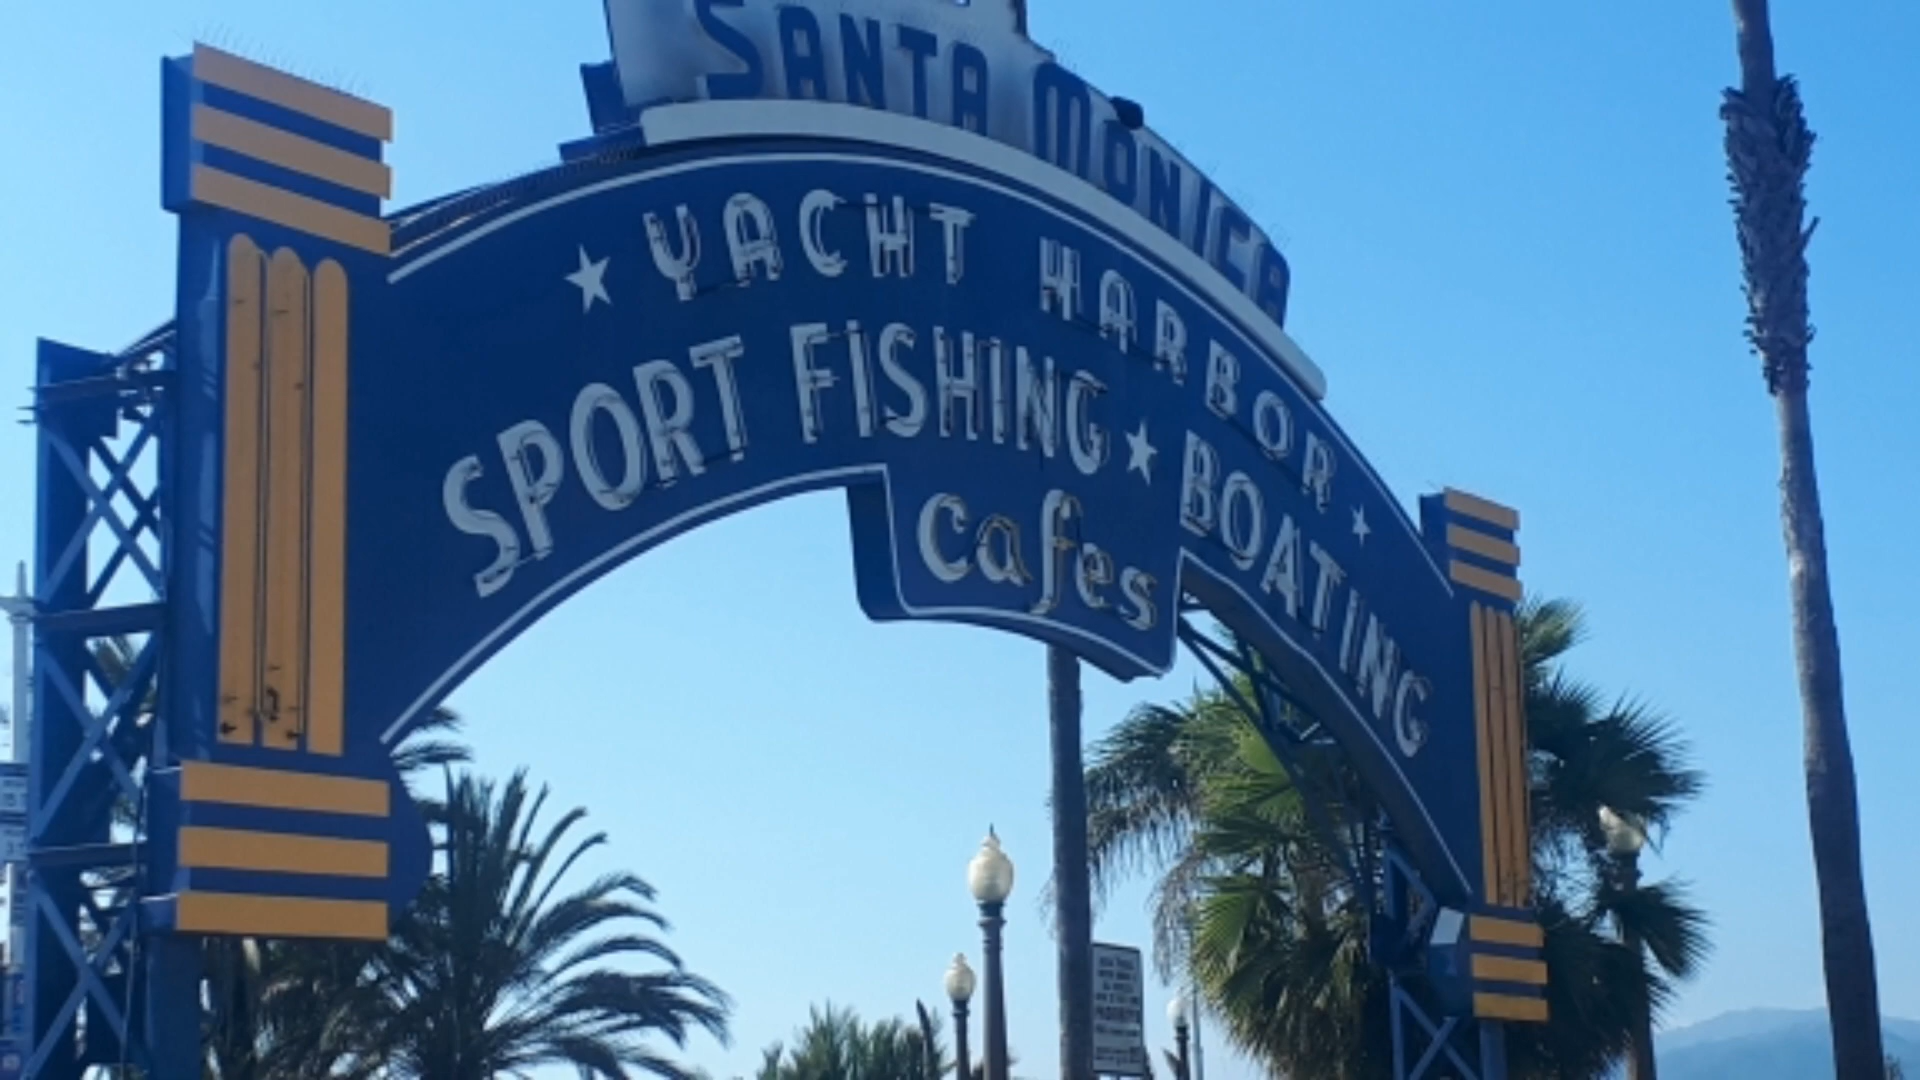 SANTA MONICA
★ YACHT HARBOR ★
SPORT FISHING ★ BOATING
cafes